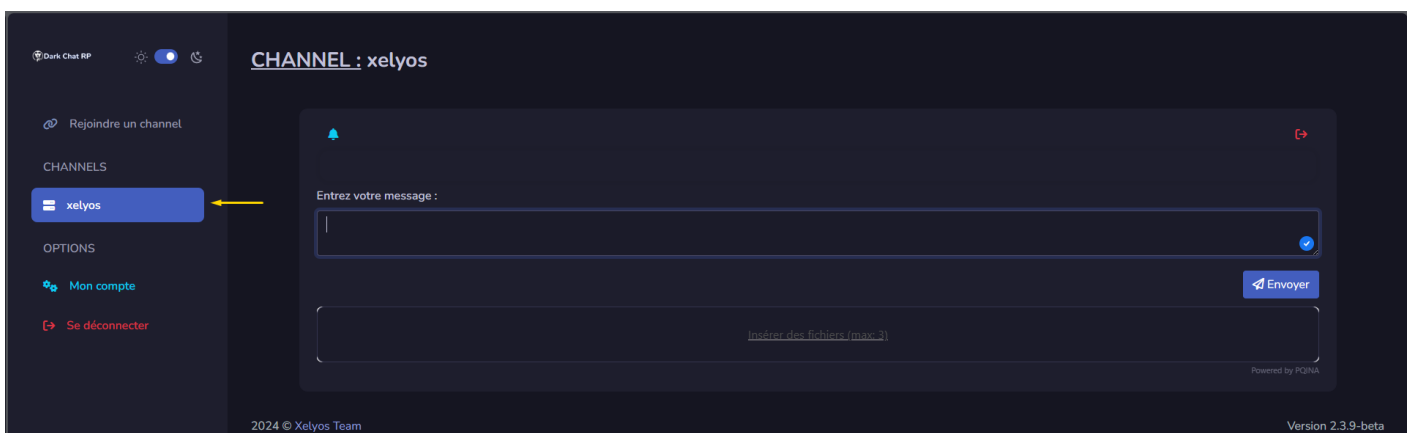 Dark Chat RP
Rejoindre un channel
CHANNELS
xelyos
OPTIONS
Mon compte
Se déconnecter
CHANNEL : xelyos
Entrez votre message :
Envoyer
Insérer des fichiers (max: 3)
Powered by PQINA
2024 © Xelyos Team
Version 2.3.9-beta